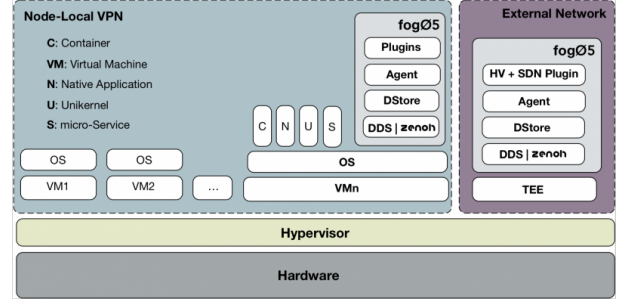 Node-Local VPN
C: Container
VM: Virtual Machine
N: Native Application
U: Unikernel
S: micro-Service
fogØ5
Plugins
Agent
DStore
DDS | zenoh
C N U S
OS
OS
OS
VM1
VM2
...
VMn
External Network
fogØ5
HV + SDN Plugin
Agent
DStore
DDS | zenoh
TEE
Hypervisor
Hardware